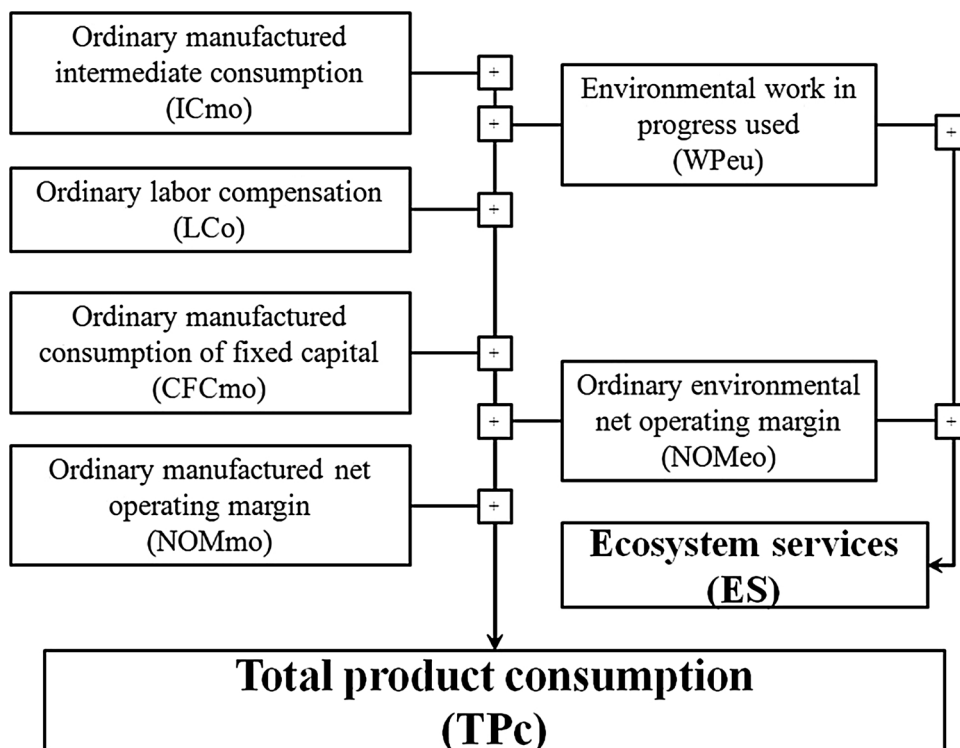 Ordinary manufactured
intermediate consumption
(ICmo)
+
+
Environmental work in
progress used
(WPeu)
+
Ordinary labor compensation
(LCo)
+
Ordinary manufactured
consumption of fixed capital
(CFCmo)
+
+
Ordinary environmental
net operating margin
(NOMeo)
+
Ordinary manufactured net
operating margin
(NOMmo)
+
Ecosystem services
(ES)
Total product consumption
(TPc)